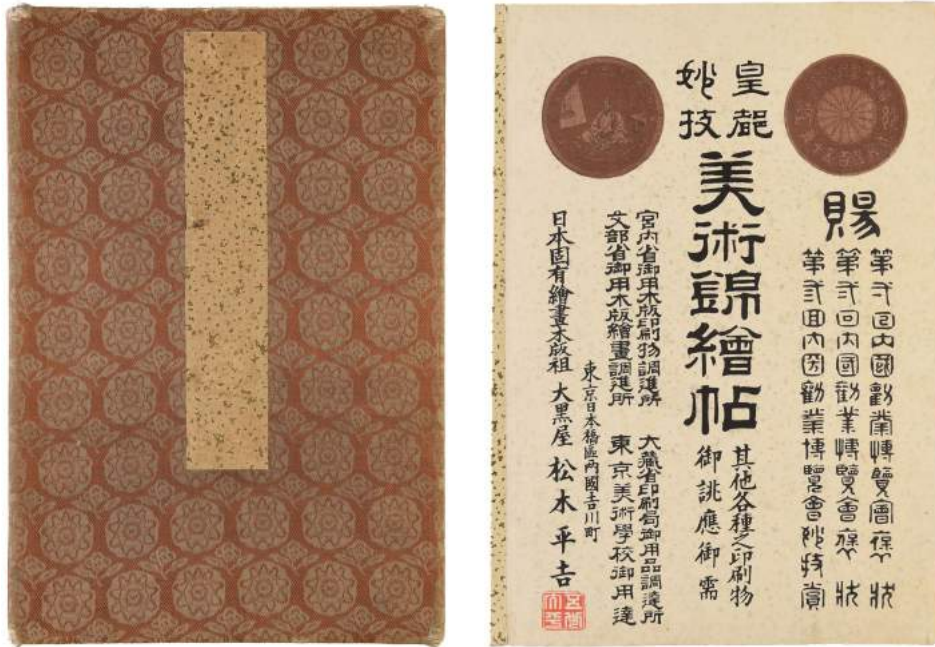 賜
第弍回内國勸業博覽會褒状
第弍回内國勸業博覽會褒状
第弍回内國勸業博覽會妙技賞
皇都
妙技
美術錦繪帖
其他各種之印刷物
御誂應御需
宮内省御用木版印刷物調進所 大藏省印刷局御用品調達所
文部省御用木版繪畫調進所 東京美術學校御用達
東京日本橋區两國吉川町
日本固有繪畫木版祖 大黒屋 松木平吉